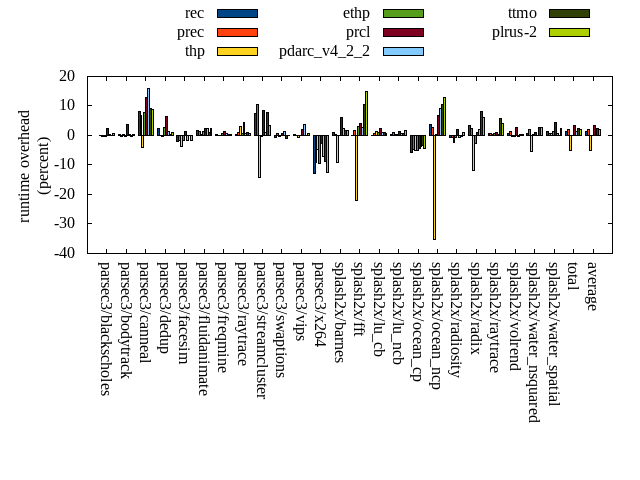 rec
prec
thp
ethp
prcl
pdarc_v4_2_2
ttmo
plrus-2
runtime overhead
(percent)
20
10
0
-10
-20
-30
-40
parsec3/blackscholes
parsec3/bodytrack
parsec3/canneal
parsec3/dedup
parsec3/facesim
parsec3/fluidanimate
parsec3/freqmine
parsec3/raytrace
parsec3/streamcluster
parsec3/swaptions
parsec3/vips
parsec3/x264
splash2x/barnes
splash2x/fft
splash2x/lu_cb
splash2x/lu_ncb
splash2x/ocean_cp
splash2x/ocean_ncp
splash2x/radiosity
splash2x/radix
splash2x/raytrace
splash2x/volrend
splash2x/water_nsquared
splash2x/water_spatial
total
average